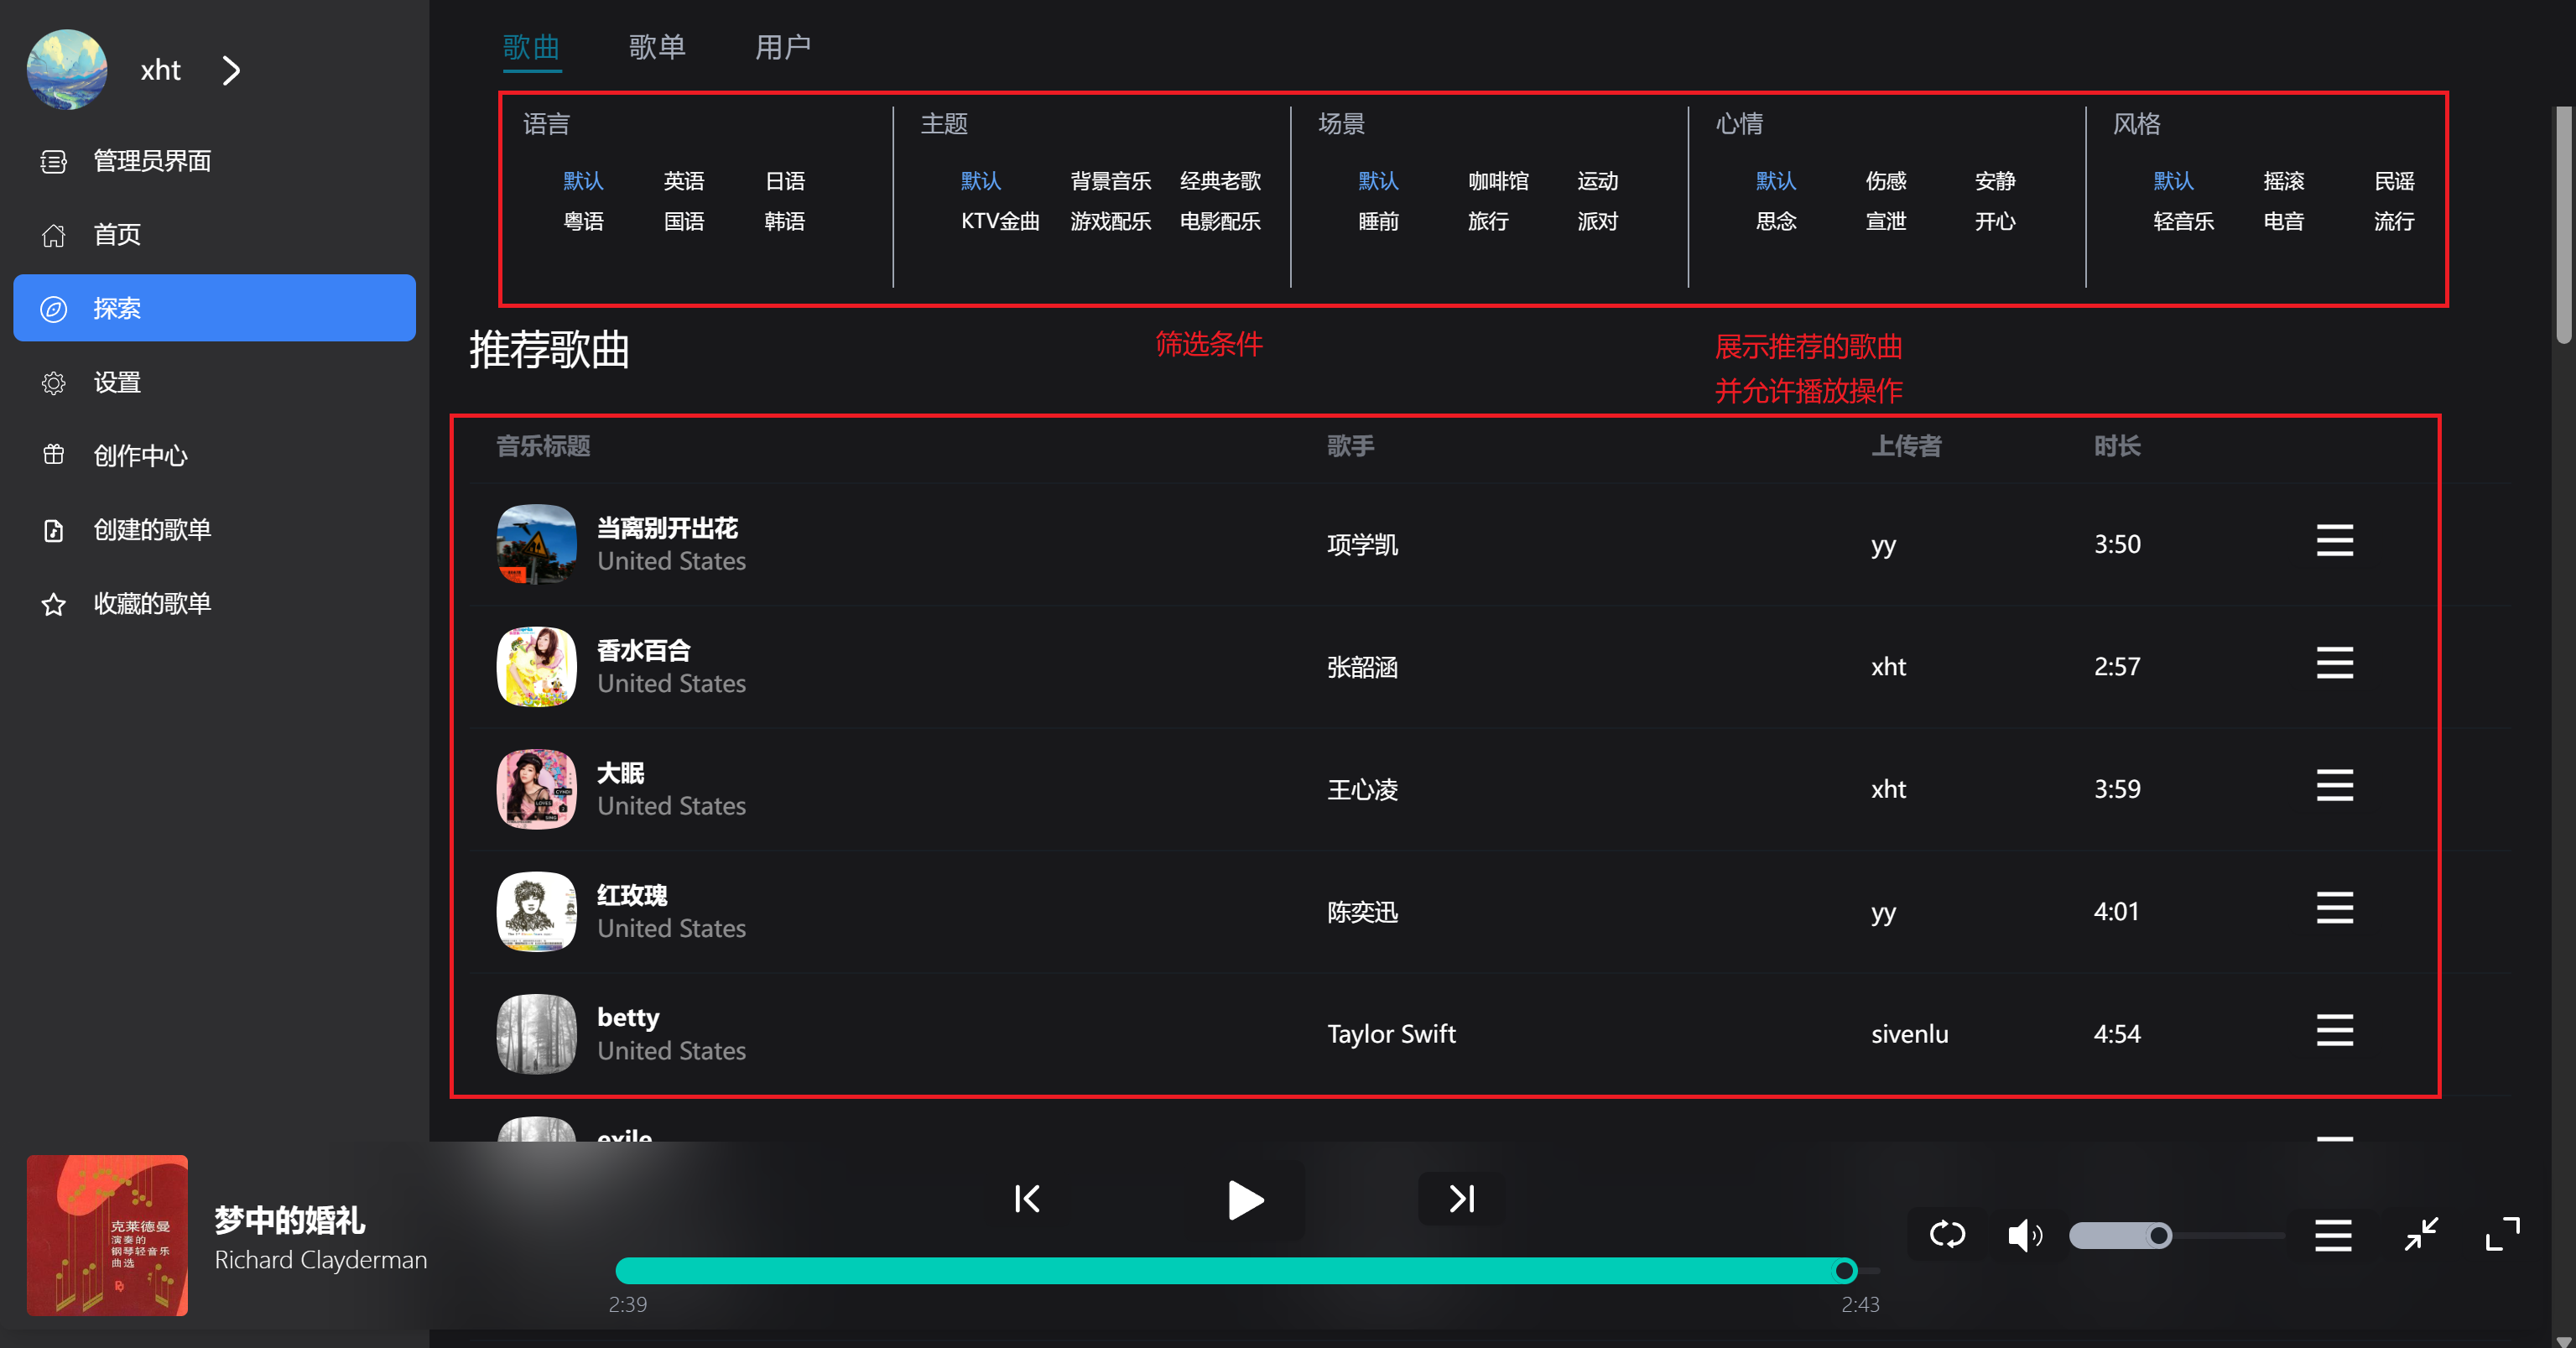 xht
管理员界面
首页
探索
设置
创作中心
创建的歌单
收藏的歌单
歌曲 歌单 用户
语言
默认 英语 日语
粤语 国语 韩语
主题
默认 背景音乐 经典老歌
KTV金曲 游戏配乐 电影配乐
场景
默认 咖啡馆 运动
睡前 旅行 派对
心情
默认 伤感 安静
思念 宣泄 开心
风格
默认 摇滚 民谣
轻音乐 电音 流行
推荐歌曲
筛选条件
展示推荐的歌曲
并允许播放操作
音乐标题 歌手 上传者 时长
当离别开出花
United States
项学凯 yy 3:50
香水百合
United States
张韶涵 xht 2:57
大眠
United States
王心凌 xht 3:59
红玫瑰
United States
陈奕迅 yy 4:01
betty
United States
Taylor Swift sivenlu 4:54
exile
克莱德曼
演奏的
钢琴轻音乐
曲选
梦中的婚礼
Richard Clayderman
2:39 2:43